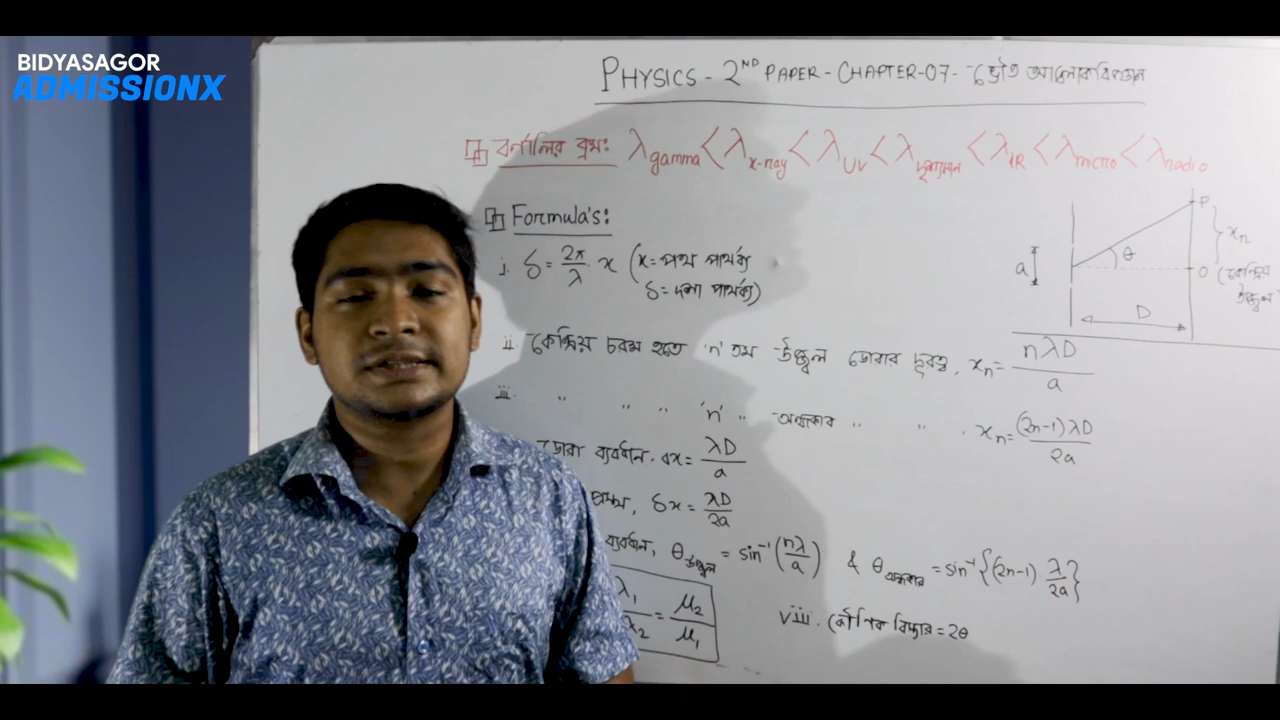 BIDYASAGOR
ADMISSIONX
PHYSICS - 2ND PAPER - CHAPTER-07 - ভৌত আলোকবিজ্ঞান
বর্ণালির ক্রম: λgamma < λx-ray < λUV < λদৃশ্যমান < λIR < λmicro < λradio
Formula's:
i. δ = 2π/λ x (x = পথ পার্থক্য
δ = দশা পার্থক্য)
P
xn
θ
a
O (কেন্দ্রিয়
উজ্জ্বল
D
ii. কেন্দ্রিয় চরম হতে 'n' তম উজ্জ্বল ডোরার দূরত্ব, xn = nλD/a
iii. " " " 'n' " অন্ধকার " " . xn = (2n-1)λD/2a
ডোরা ব্যবধান, = λD/a
প্রস্থ, δx = λD/2a
ব্যবধান, θউজ্জ্বল = sin⁻¹(nλ/a) & θঅন্ধকার = sin⁻¹{(2n-1) λ/2a}
λ1/λ2 = μ2/μ1
viii. কৌণিক বিস্তার = 2θ